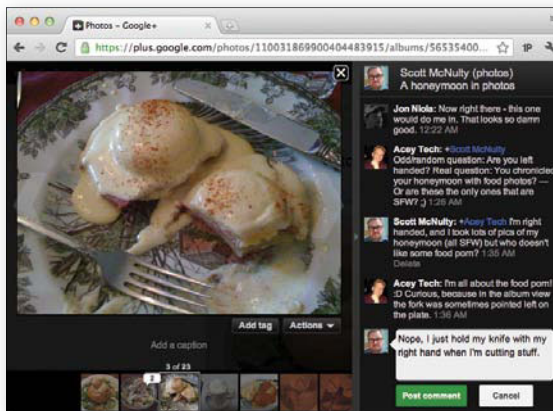 Photos - Google+
https://plus.google.com/photos/110031869900404483915/albums/56535400...
1P
Scott McNulty (photos)
A honeymoon in photos
Jon Niola: Now right there - this one
would do me in. That looks so damn
good. 12:22 AM
Acey Tech: +Scott McNulty
Odd/random question: Are you left
handed? Real question: You chronicled
your honeymoon with food photos? —
Or are these the only ones that are
SFW? ;) 1:26 AM
Scott McNulty: +Acey Tech I'm right
handed, and I took lots of pics of my
honeymoon (all SFW) but who doesn't
like some food porn? 1:35 AM
Delete
Acey Tech: I'm all about the food porn!
:D Curious, because in the album view
the fork was sometimes pointed left on
the plate. 1:36 AM
Add tag
Actions
Add a caption
3 of 23
2
Nope, I just hold my knife with my
right hand when I'm cutting stuff.
Post comment
Cancel